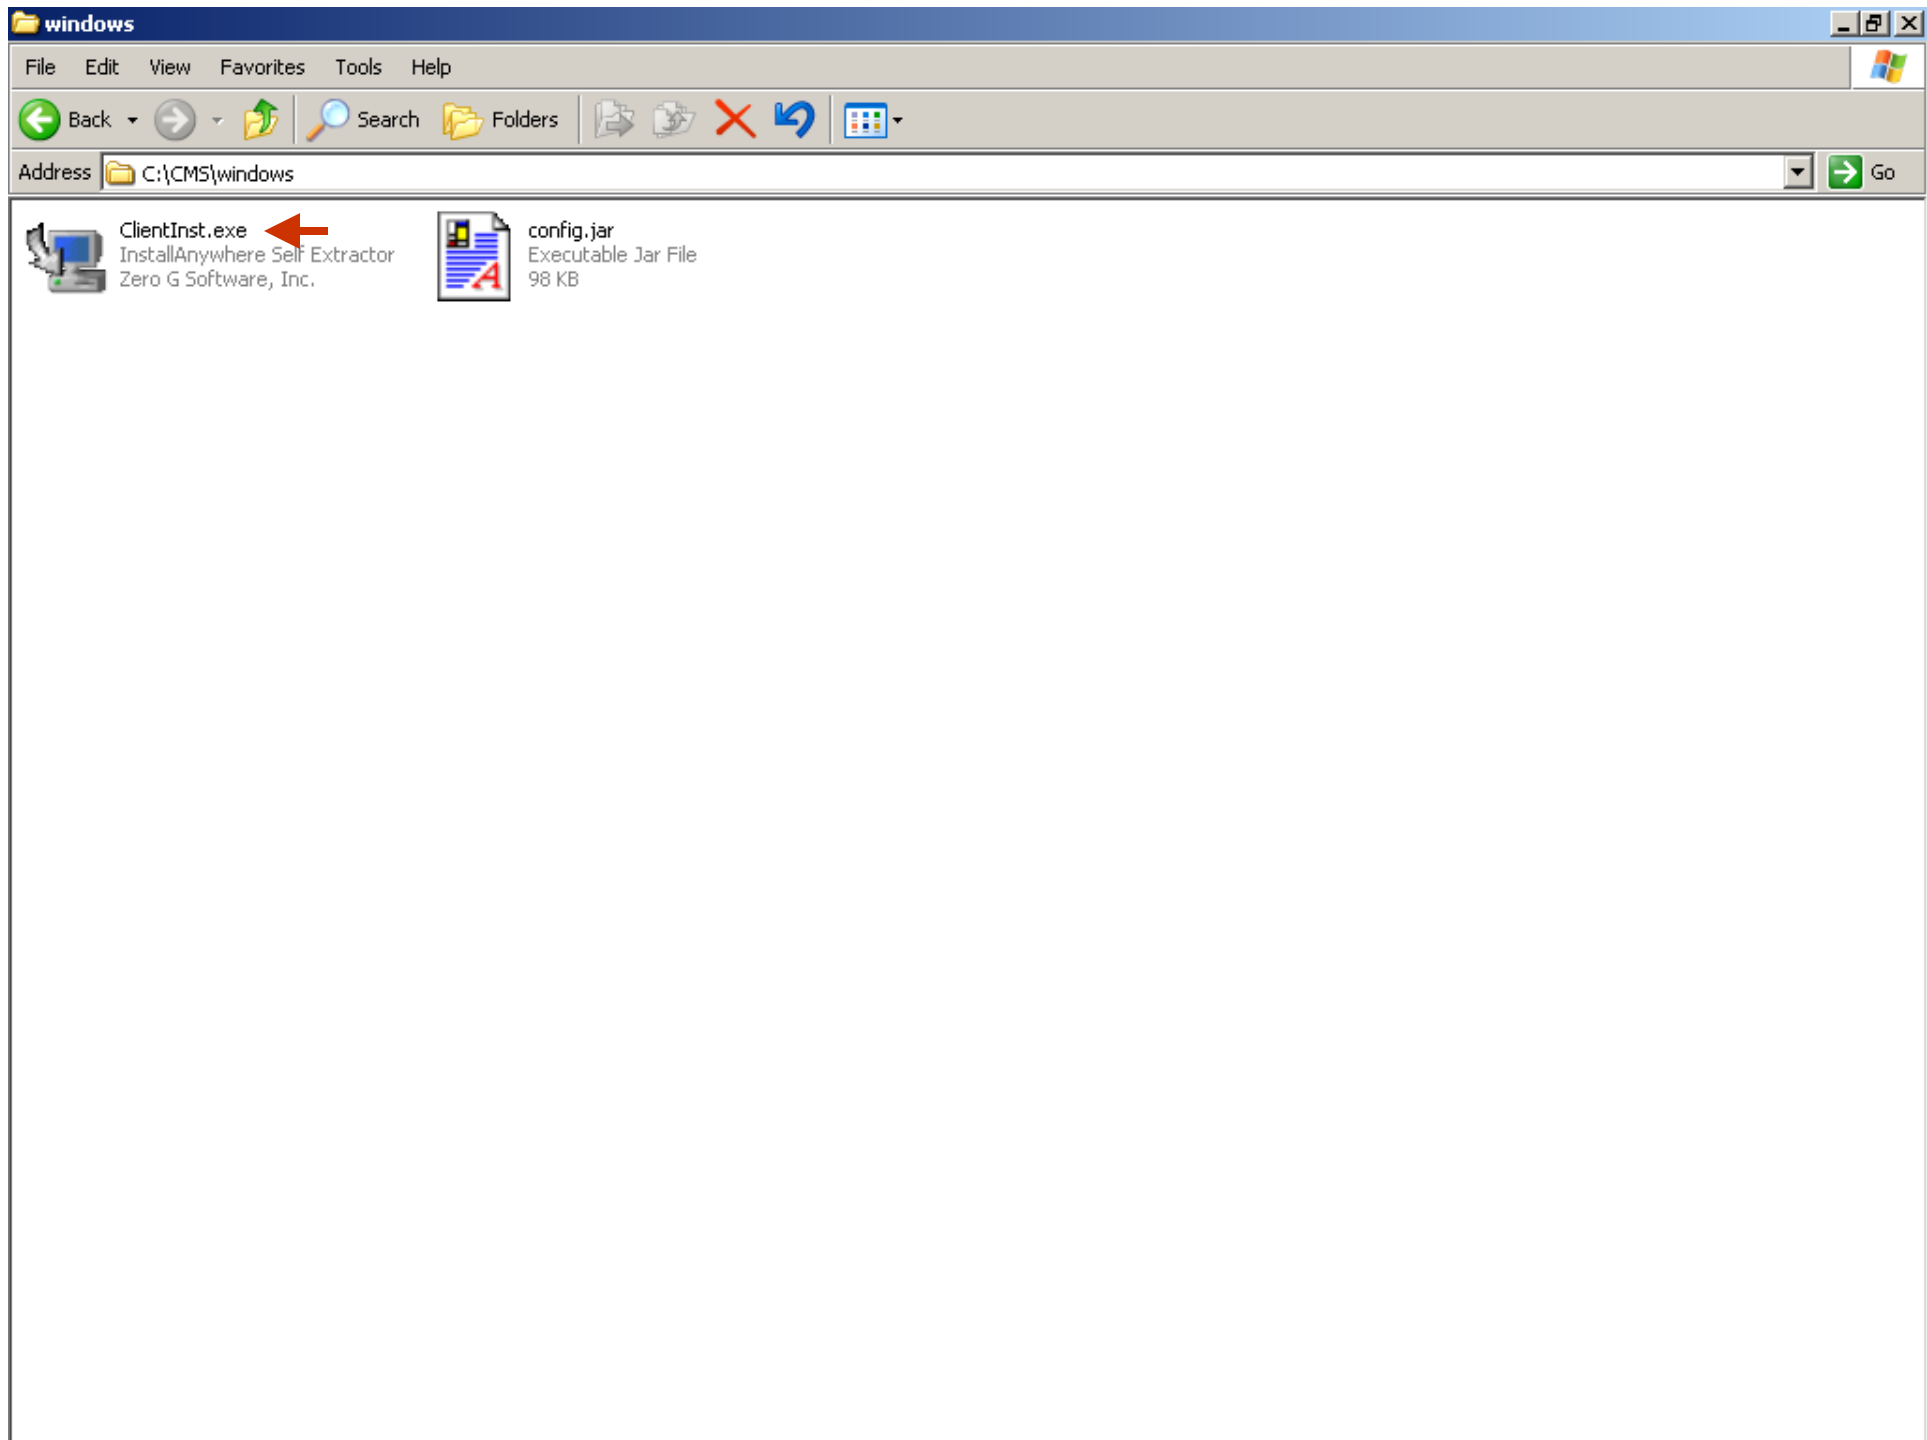 windows
File Edit View Favorites Tools Help
Back Search Folders
Address C:\CMS\windows Go
ClientInst.exe
InstallAnywhere Self Extractor
Zero G Software, Inc.
config.jar
Executable Jar File
98 KB